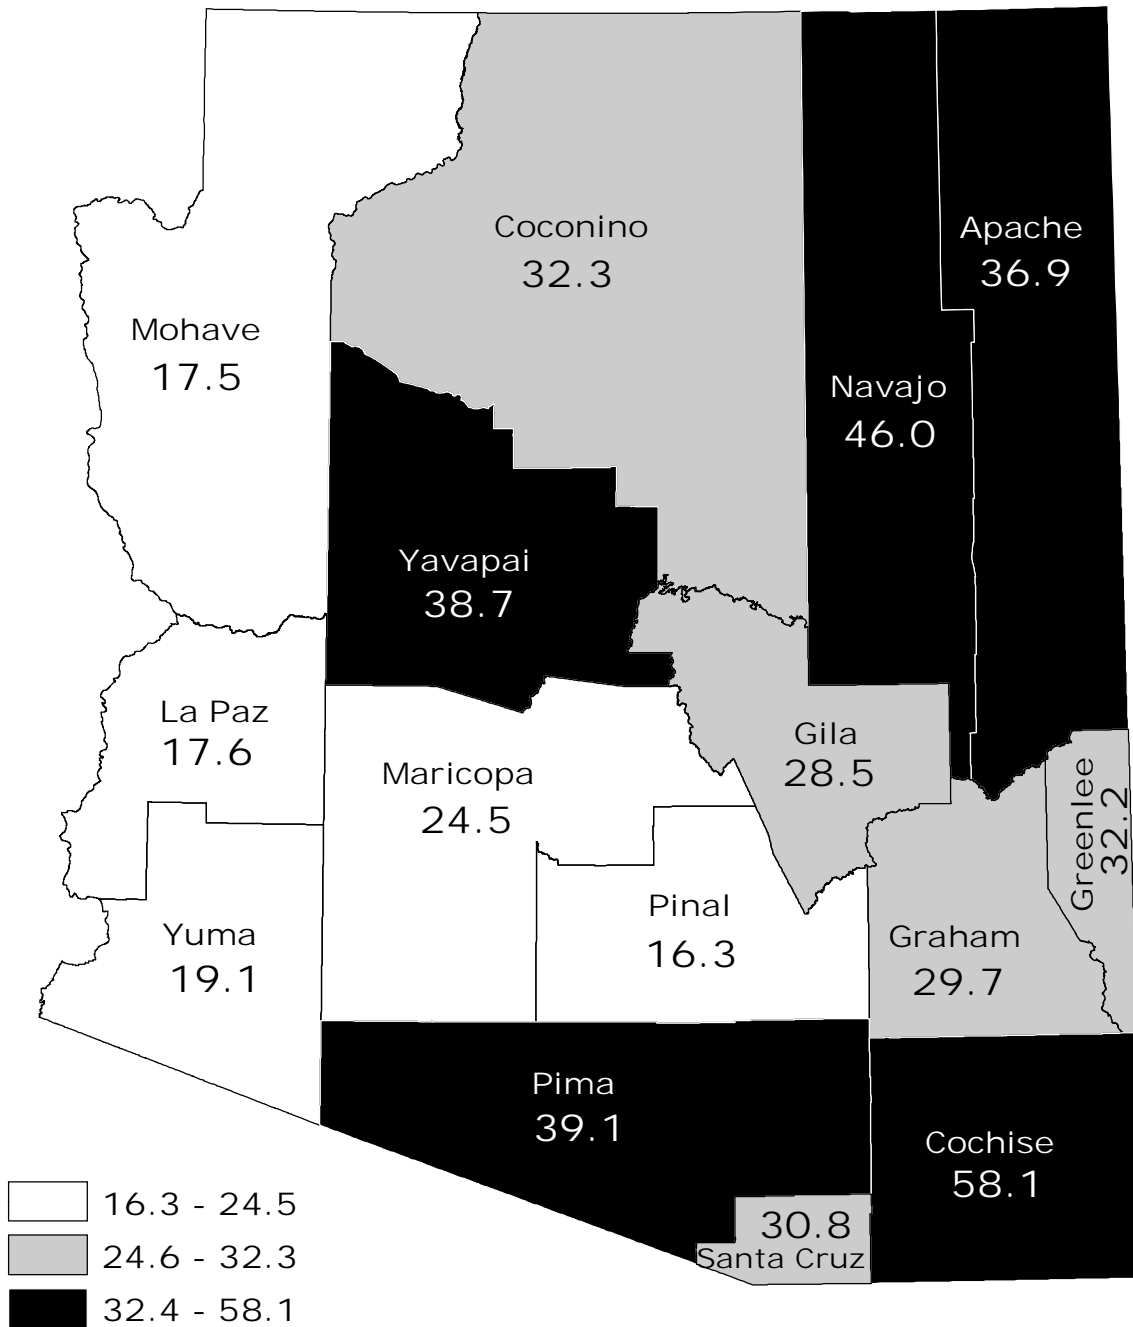 Coconino
32.3
Apache
36.9
Mohave
17.5
Navajo
46.0
Yavapai
38.7
La Paz
17.6
Maricopa
24.5
Gila
28.5
Greenlee
32.2
Yuma
19.1
Pinal
16.3
Graham
29.7
Pima
39.1
Cochise
58.1
30.8
Santa Cruz
16.3 - 24.5
24.6 - 32.3
32.4 - 58.1